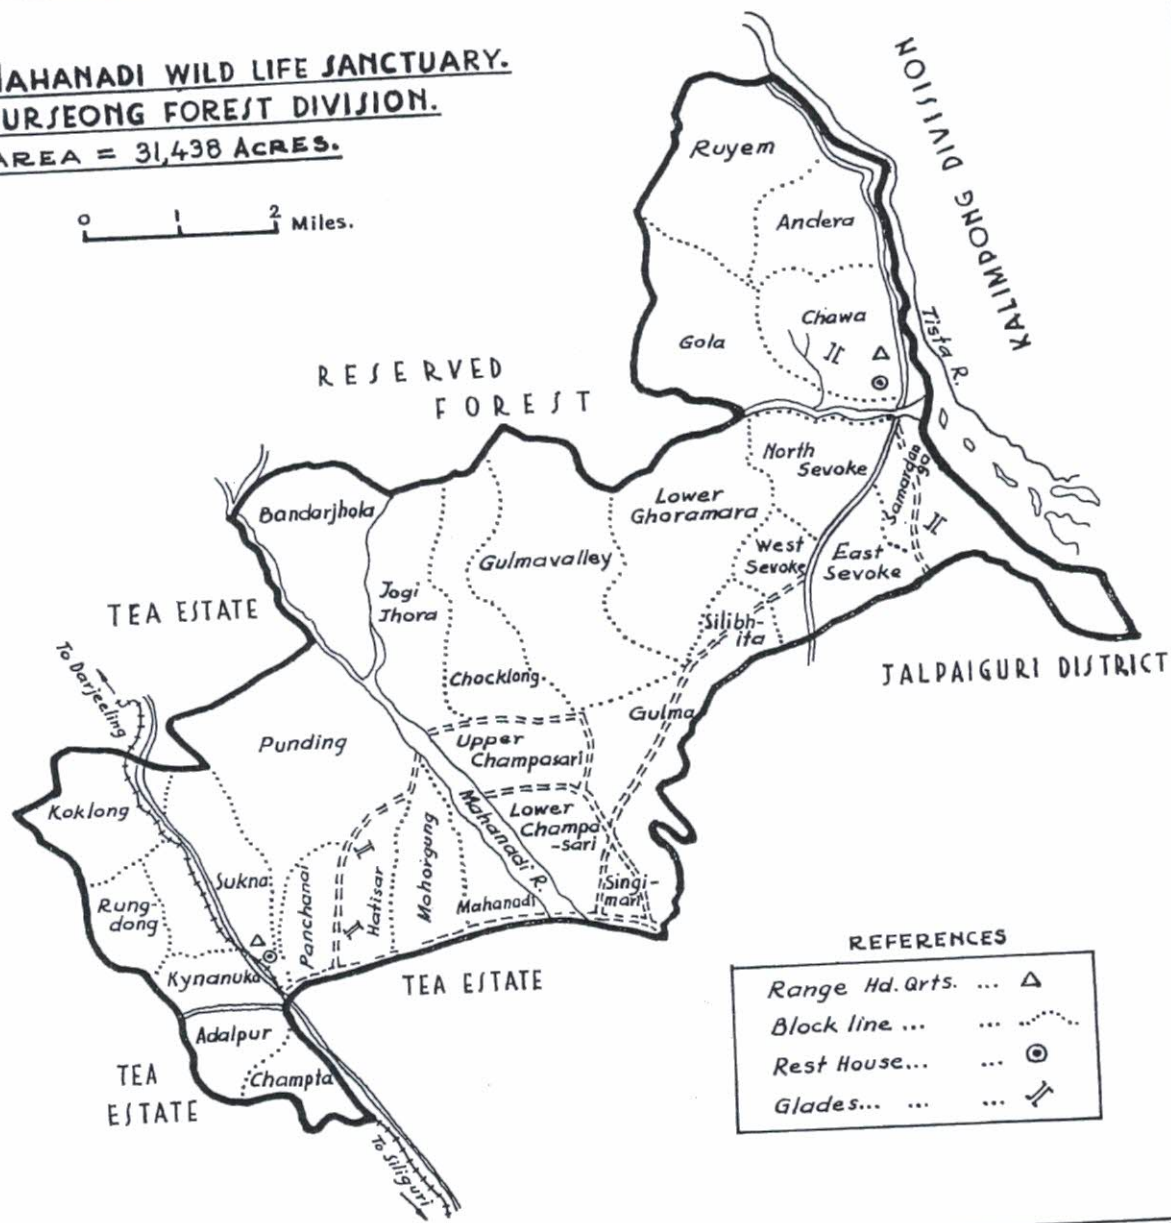 MAHANADI WILD LIFE SANCTUARY.
KURSEONG FOREST DIVISION.
AREA = 31,438 ACRES.
0 1 2 Miles.
KALIMPONG DIVISION
Ruyem
Andera
Chawa
Tista R.
Gola
RESERVED
FOREST
North
Sevoke
Samardan
ga
Lower
Ghoramara
Bandarjhola
West
Sevoke
East
Sevoke
Gulmavalley
Jogi
Jhora
TEA ESTATE
Silibh-
ita
To Darjeeling
Chocklong
JALPAIGURI DISTRICT
Gulma
Punding
Upper
Champasari
Koklong
Mahanadi R.
Lower
Champa
-sari
Sukna
Panchanai
Hatisar
Mohorgung
Mahanadi
Singi-
mari
Rung-
dong
Kynanuka
TEA ESTATE
Adalpur
TEA
ESTATE
Champta
To Siliguri
REFERENCES
Range Hd. Qrts. ...
Block line ... ...
Rest House... ...
Glades... ... ...